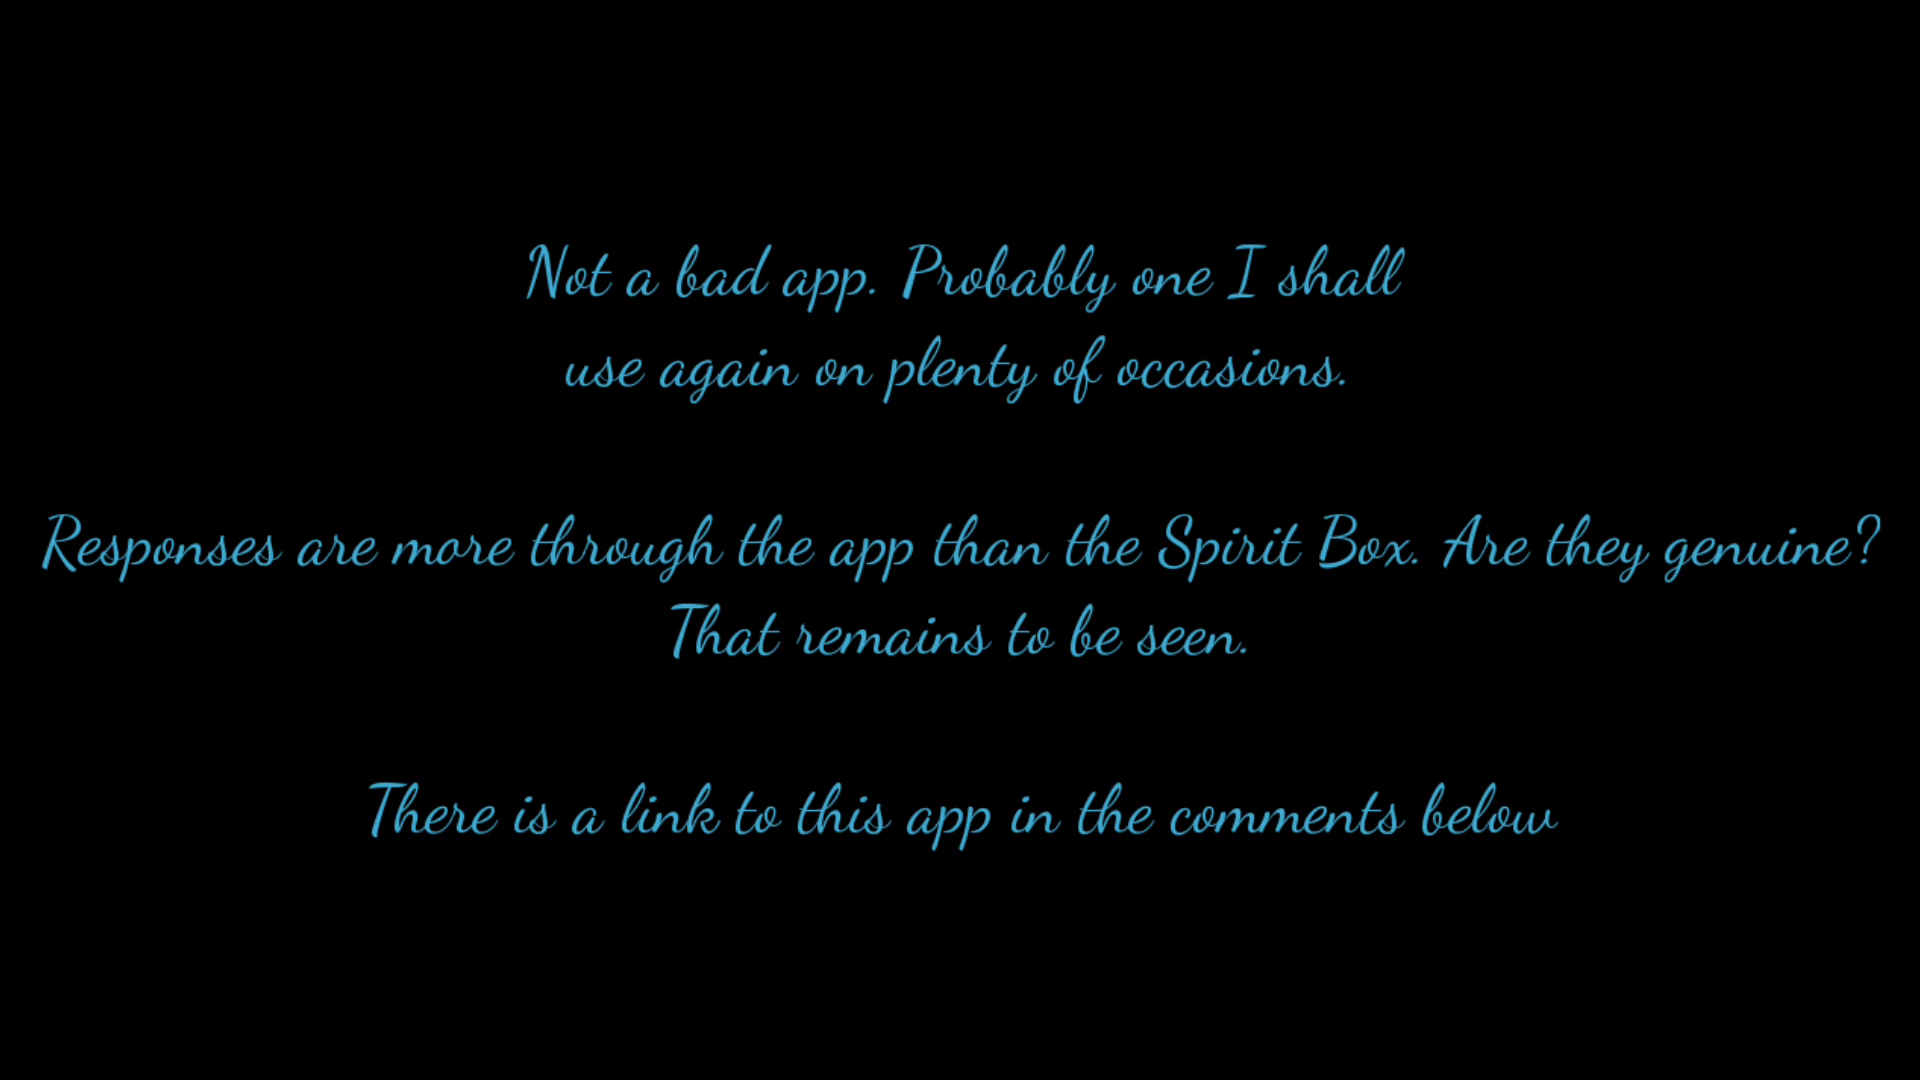 Not a bad app. Probably one I shall
use again on plenty of occasions.
Responses are more through the app than the Spirit Box. Are they genuine?
That remains to be seen.
There is a link to this app in the comments below